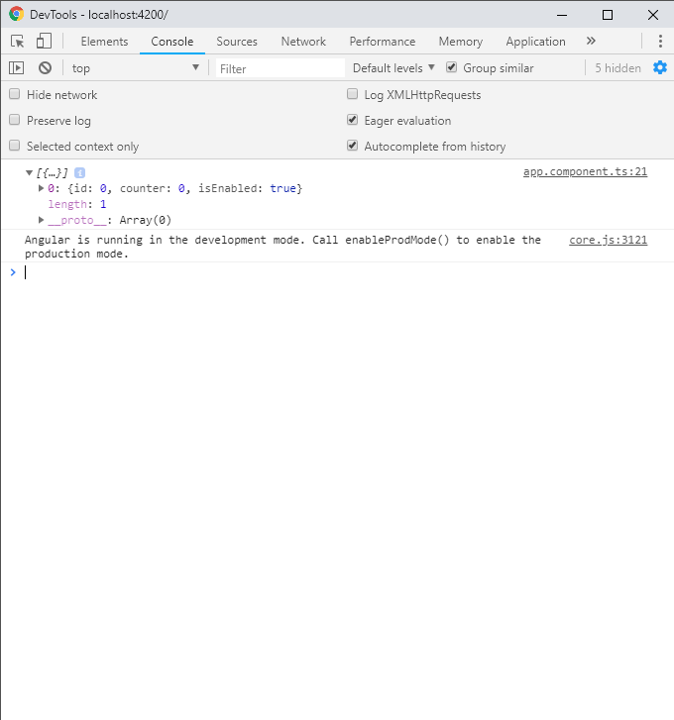 DevTools - localhost:4200/
Elements Console Sources Network Performance Memory Application »
top Filter Default levels Group similar 5 hidden
Hide network Log XMLHttpRequests
Preserve log Eager evaluation
Selected context only Autocomplete from history
[{…}] i app.component.ts:21
0: {id: 0, counter: 0, isEnabled: true}
length: 1
__proto__: Array(0)
Angular is running in the development mode. Call enableProdMode() to enable the core.js:3121
production mode.